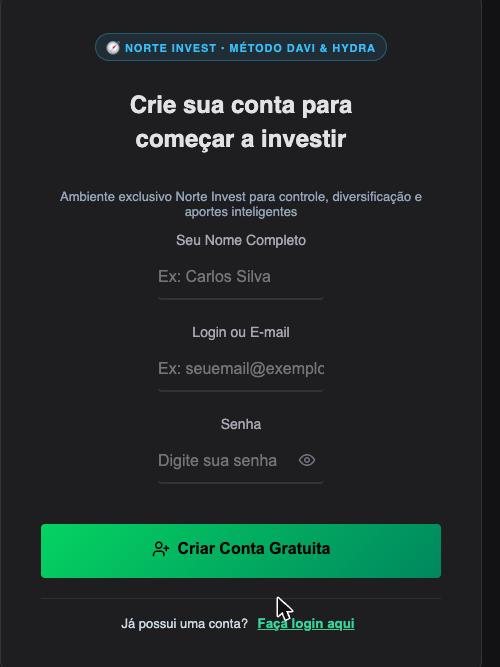 NORTE INVEST • MÉTODO DAVI & HYDRA
Crie sua conta para
começar a investir
Ambiente exclusivo Norte Invest para controle, diversificação e
aportes inteligentes
Seu Nome Completo
Ex: Carlos Silva
Login ou E-mail
Ex: seuemail@exemplo
Senha
Digite sua senha
Criar Conta Gratuita
Já possui uma conta? Faça login aqui